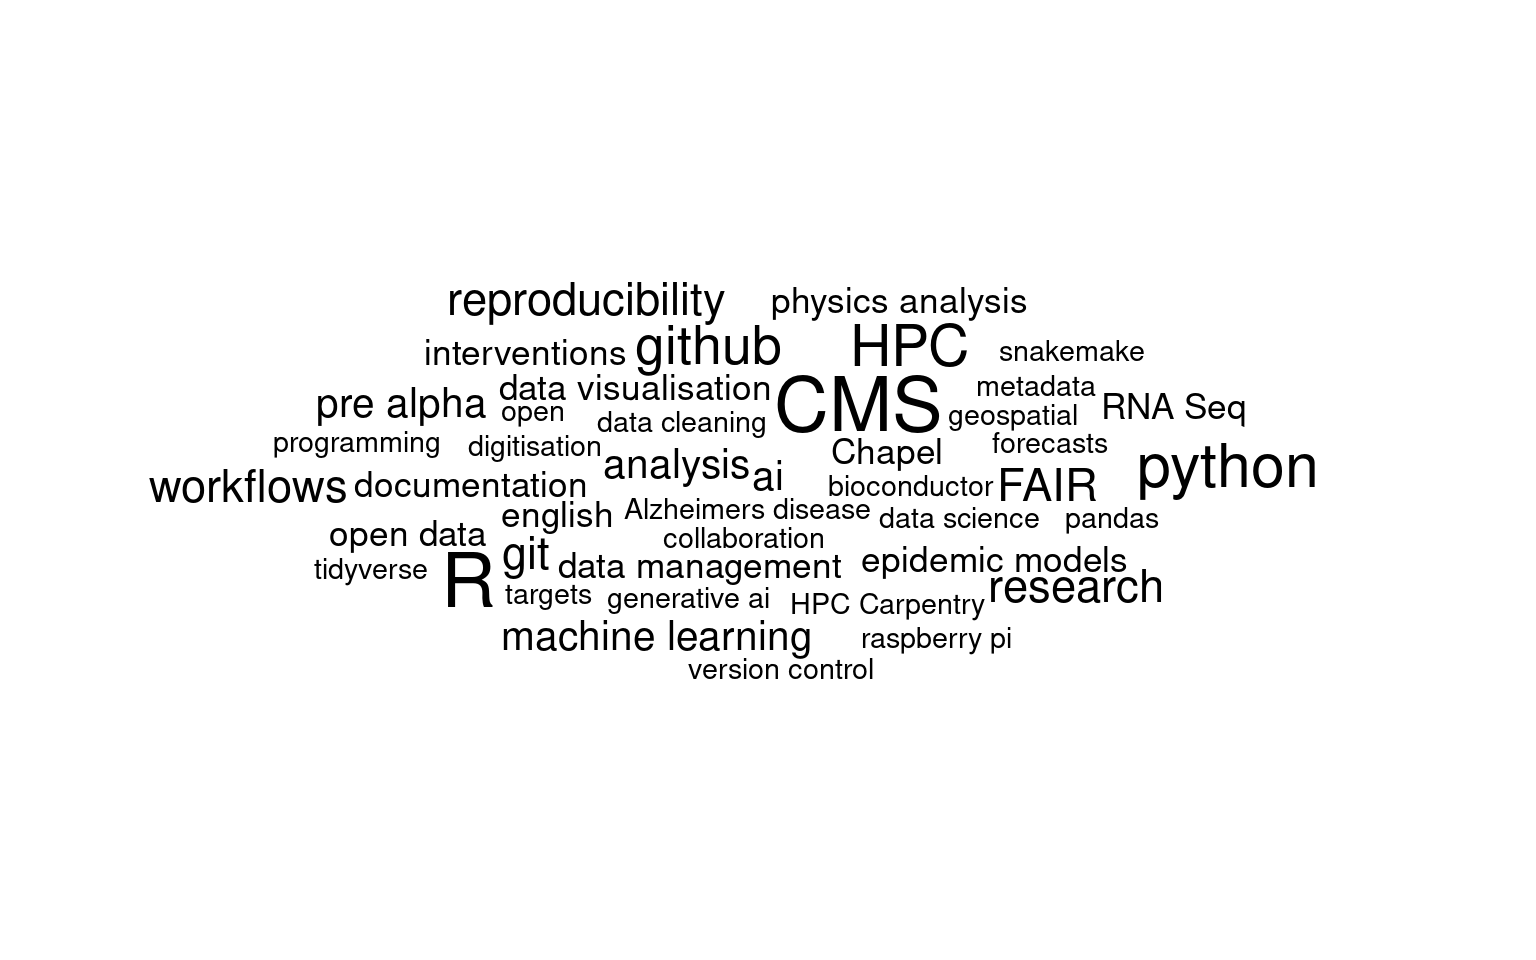 reproducibility
physics analysis
interventions
github
HPC
snakemake
pre alpha
data visualisation
open
data cleaning
CMS
metadata
geospatial
RNA Seq
programming
digitisation
analysis
ai
Chapel
forecasts
python
workflows
documentation
bioconductor
FAIR
english
Alzheimers disease
data science
pandas
open data
collaboration
tidyverse
R
git
data management
epidemic models
targets
generative ai
HPC Carpentry
research
machine learning
raspberry pi
version control